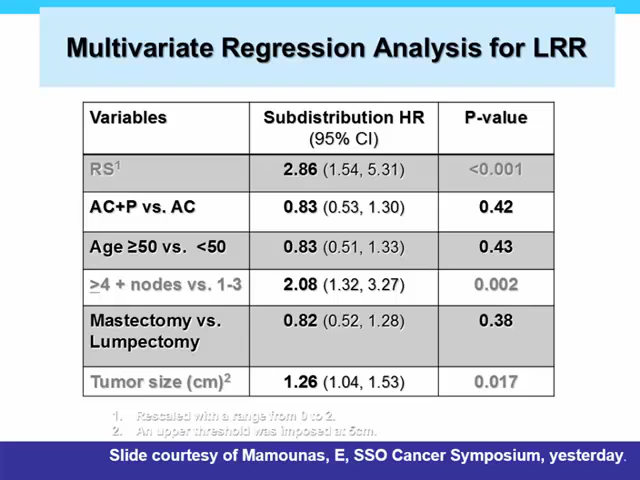 Multivariate Regression Analysis for LRR
Variables Subdistribution HR (95% CI) P-value
RS¹ 2.86 (1.54, 5.31) <0.001
AC+P vs. AC 0.83 (0.53, 1.30) 0.42
Age ≥50 vs. <50 0.83 (0.51, 1.33) 0.43
>4 + nodes vs. 1-3 2.08 (1.32, 3.27) 0.002
Mastectomy vs. Lumpectomy 0.82 (0.52, 1.28) 0.38
Tumor size (cm)² 1.26 (1.04, 1.53) 0.017
1. Rescaled with a range from 0 to 2.
2. An upper threshold was imposed at 5cm.
Slide courtesy of Mamounas, E, SSO Cancer Symposium, yesterday.